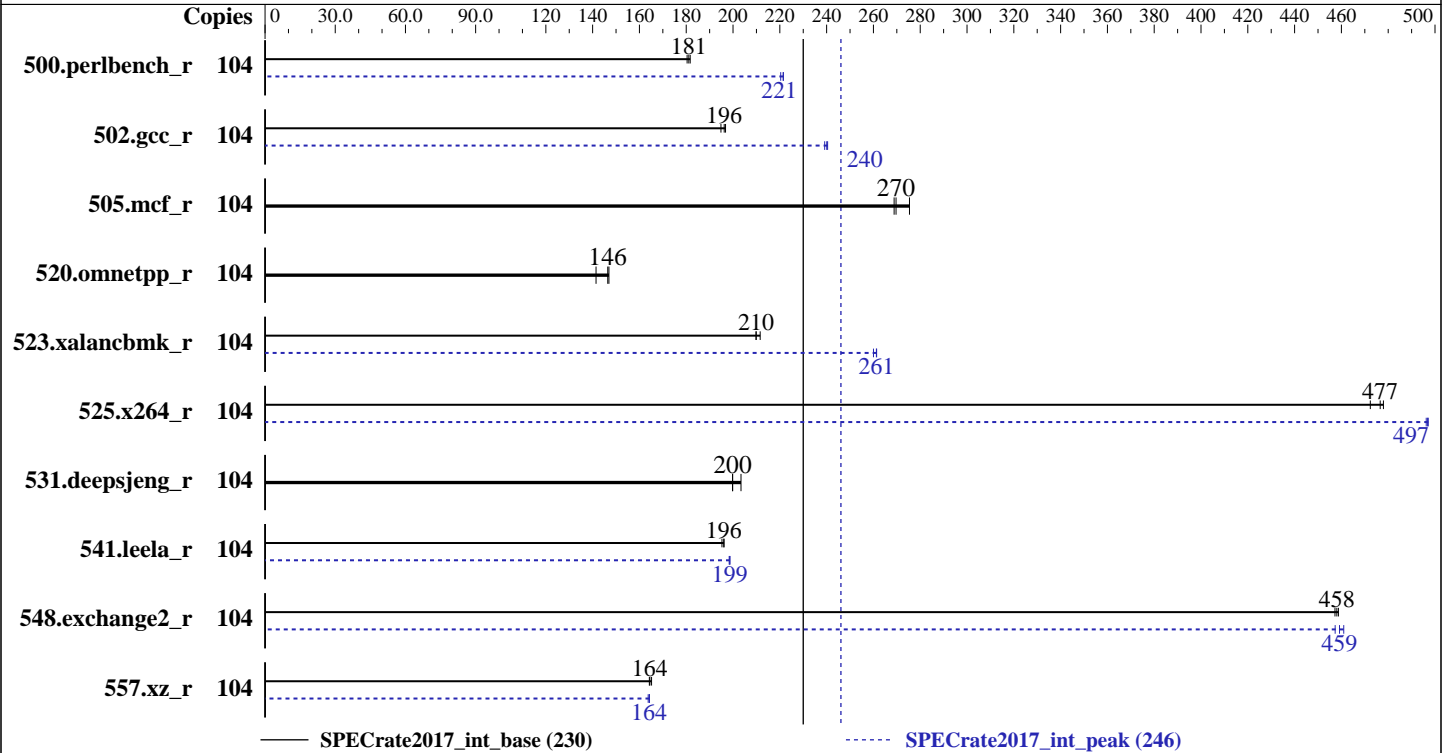 Copies 0 30.0 60.0 90.0 120 140 160 180 200 220 240 260 280 300 320 340 360 380 400 420 440 460 500
181
500.perlbench_r 104
221
196
502.gcc_r 104
240
270
505.mcf_r 104
146
520.omnetpp_r 104
210
523.xalancbmk_r 104
261
477
525.x264_r 104
497
200
531.deepsjeng_r 104
196
541.leela_r 104
199
458
548.exchange2_r 104
459
164
557.xz_r 104
164
SPECrate2017_int_base (230) SPECrate2017_int_peak (246)